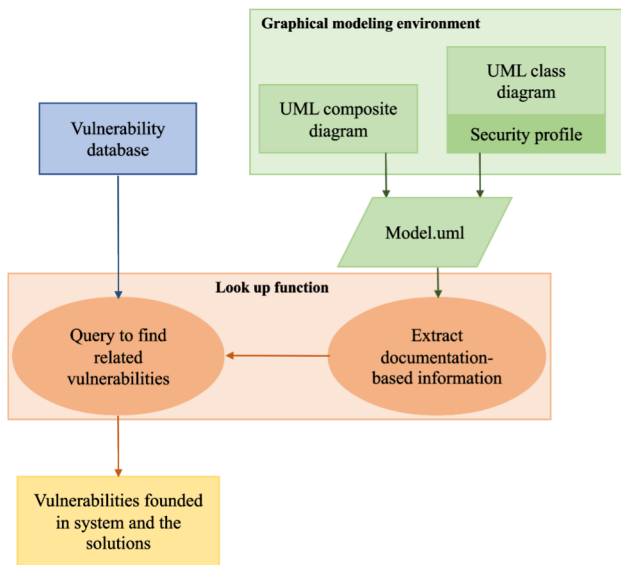 Graphical modeling environment
UML class
diagram
UML composite
diagram
Security profile
Vulnerability
database
Model.uml
Look up function
Query to find
related
vulnerabilities
Extract
documentation-
based information
Vulnerabilities founded
in system and the
solutions